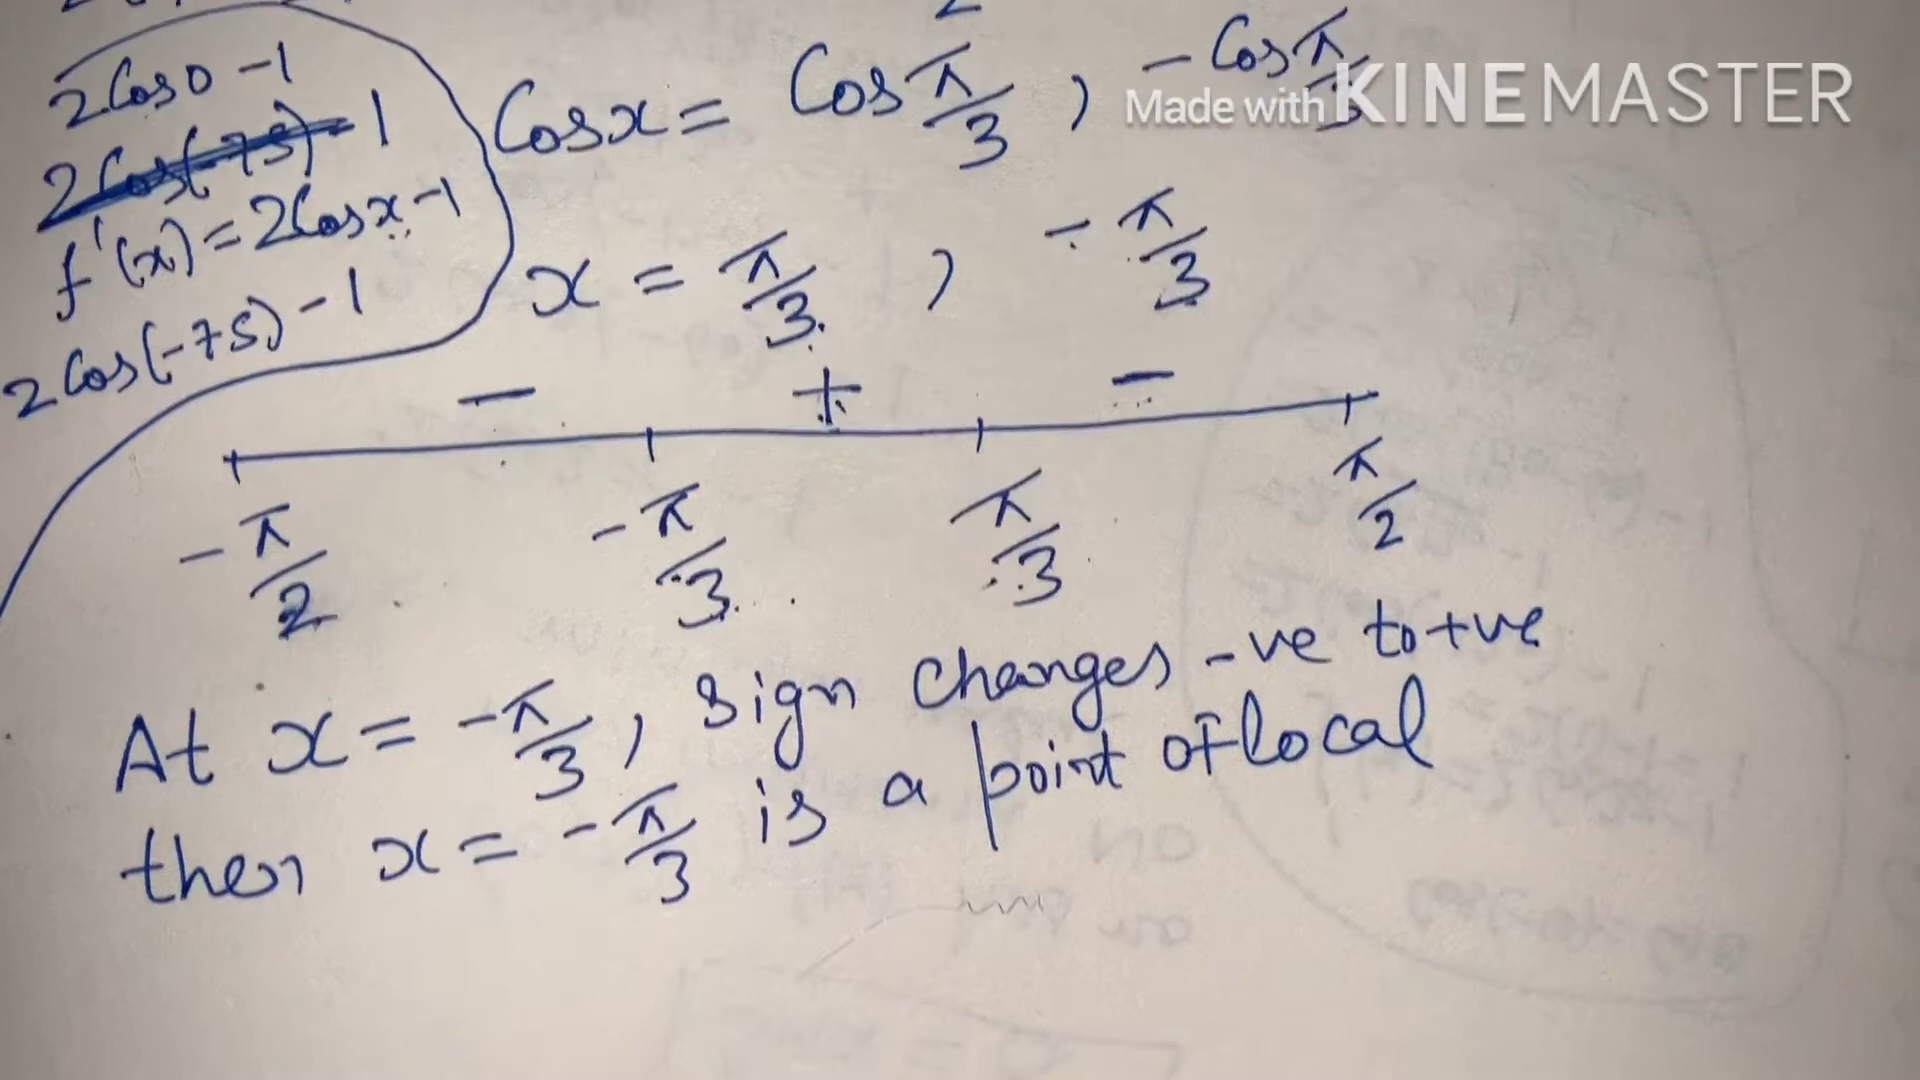 2Cos0 -1
2Cos(-75)-1
f'(x) = 2Cosx -1
2Cos(-75) -1
Cosx = Cos π/3 , -Cos π/3
Made with KINEMASTER
x = π/3 , -π/3
- + -
-π/2 -π/3 π/3 π/2
At x = -π/3, sign changes -ve to +ve
then x = -π/3 is a point of local